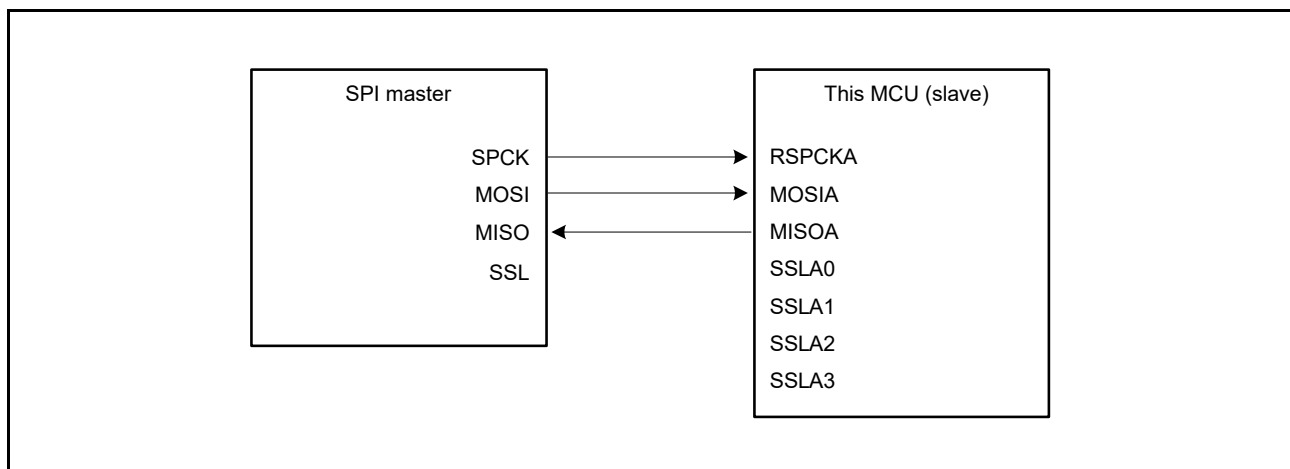 SPI master
SPCK
MOSI
MISO
SSL
This MCU (slave)
RSPCKA
MOSIA
MISOA
SSLA0
SSLA1
SSLA2
SSLA3